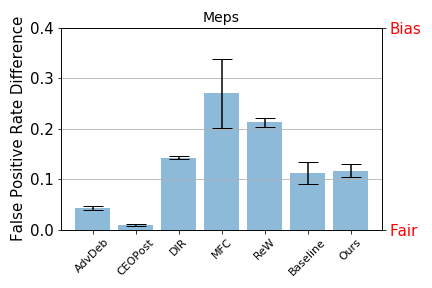 Meps
False Positive Rate Difference
0.4
0.3
0.2
0.1
0.0
Bias
Fair
AdvDeb
CEOPost
DIR
MFC
ReW
Baseline
Ours